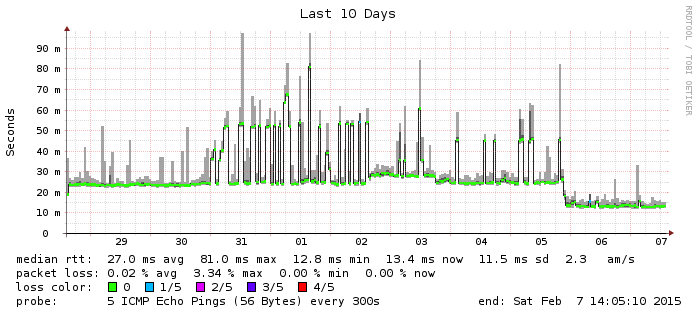 Last 10 Days
RRDTOOL / TOBI OETIKER
Seconds
90 m
80 m
70 m
60 m
50 m
40 m
30 m
20 m
10 m
0
29 30 31 01 02 03 04 05 06 07
median rtt: 27.0 ms avg 81.0 ms max 12.8 ms min 13.4 ms now 11.5 ms sd 2.3 am/s
packet loss: 0.02 % avg 3.34 % max 0.00 % min 0.00 % now
loss color: 0 1/5 2/5 3/5 4/5
probe: 5 ICMP Echo Pings (56 Bytes) every 300s end: Sat Feb 7 14:05:10 2015